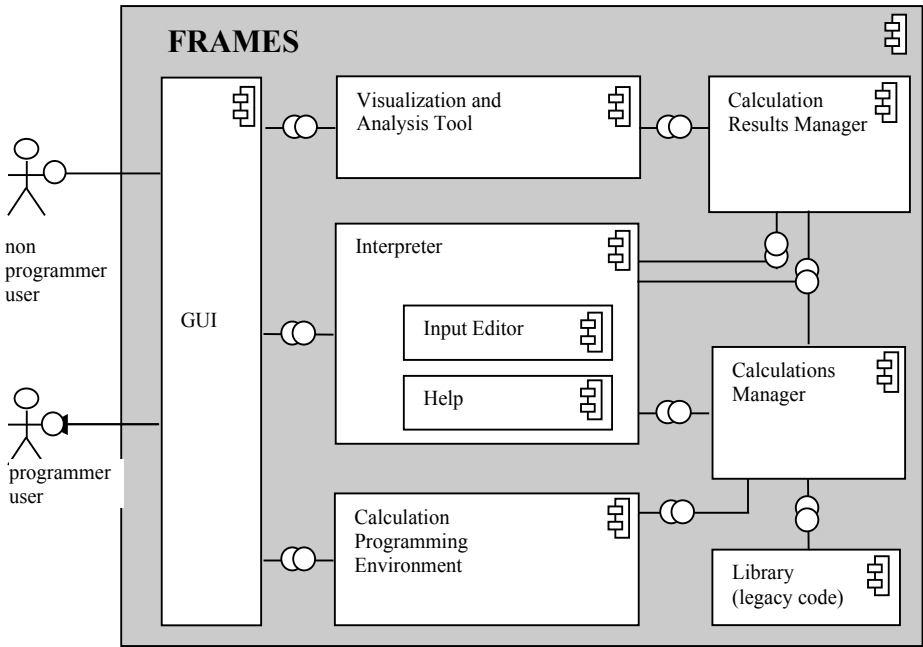 FRAMES
Visualization and
Analysis Tool
Calculation
Results Manager
non
programmer
user
Interpreter
GUI
Input Editor
Help
Calculations
Manager
programmer
user
Calculation
Programming
Environment
Library
(legacy code)